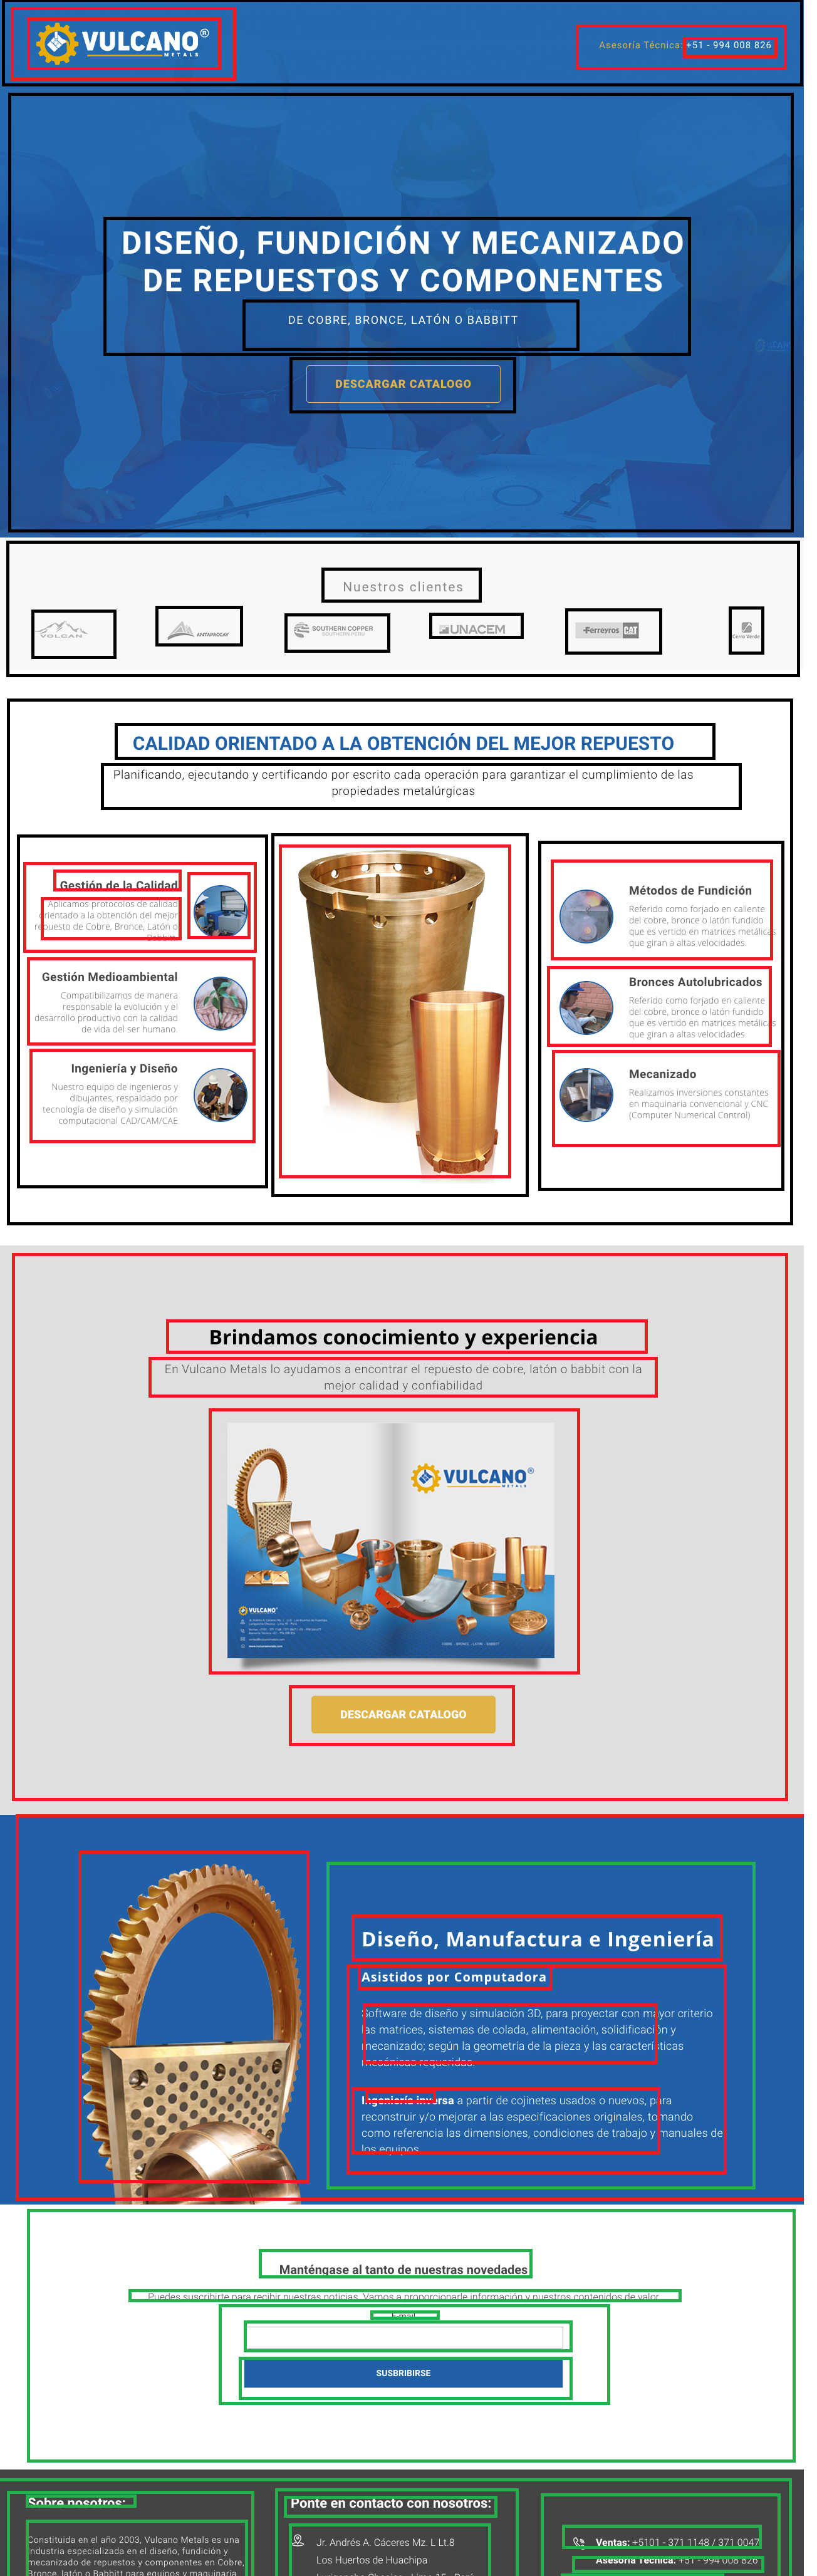 VULCANO®
METALS
Asesoría Técnica: +51 - 994 008 826
DISEÑO, FUNDICIÓN Y MECANIZADO
DE REPUESTOS Y COMPONENTES
DE COBRE, BRONCE, LATÓN O BABBITT
DESCARGAR CATALOGO
Nuestros clientes
VOLCAN
ANTAPACCAY
SOUTHERN COPPER
SOUTHERN PERU
UNACEM
Ferreyros CAT
Cerro Verde
CALIDAD ORIENTADO A LA OBTENCIÓN DEL MEJOR REPUESTO
Planificando, ejecutando y certificando por escrito cada operación para garantizar el cumplimiento de las
propiedades metalúrgicas
Gestión de la Calidad
Aplicamos protocolos de calidad
orientado a la obtención del mejor
repuesto de Cobre, Bronce, Latón o
Babbitt.
Gestión Medioambiental
Compatibilizamos de manera
responsable la evolución y el
desarrollo productivo con la calidad
de vida del ser humano.
Ingeniería y Diseño
Nuestro equipo de ingenieros y
dibujantes, respaldado por
tecnología de diseño y simulación
computacional CAD/CAM/CAE
Métodos de Fundición
Referido como forjado en caliente
del cobre, bronce o latón fundido
que es vertido en matrices metálicas
que giran a altas velocidades.
Bronces Autolubricados
Referido como forjado en caliente
del cobre, bronce o latón fundido
que es vertido en matrices metálicas
que giran a altas velocidades.
Mecanizado
Realizamos inversiones constantes
en maquinaria convencional y CNC
(Computer Numerical Control)
Brindamos conocimiento y experiencia
En Vulcano Metals lo ayudamos a encontrar el repuesto de cobre, latón o babbit con la
mejor calidad y confiabilidad
VULCANO®
METALS
VULCANO
COBRE - BRONCE - LATON - BABBITT
DESCARGAR CATALOGO
Diseño, Manufactura e Ingeniería
Asistidos por Computadora
Software de diseño y simulación 3D, para proyectar con mayor criterio
las matrices, sistemas de colada, alimentación, solidificación y
mecanizado; según la geometría de la pieza y las características
mecánicas requeridas.
Ingeniería inversa a partir de cojinetes usados o nuevos, para
reconstruir y/o mejorar a las especificaciones originales, tomando
como referencia las dimensiones, condiciones de trabajo y manuales de
los equipos
Manténgase al tanto de nuestras novedades
Puedes suscribirte para recibir nuestras noticias. Vamos a proporcionarle información y nuestros contenidos de valor
SUSBRIBIRSE
Sobre nosotros:
Constituida en el año 2003, Vulcano Metals es una
industria especializada en el diseño, fundición y
mecanizado de repuestos y componentes en Cobre,
Bronce, latón o Babbitt para equipos y maquinaria
Ponte en contacto con nosotros:
Jr. Andrés A. Cáceres Mz. L Lt.8
Los Huertos de Huachipa
Ventas: +5101 - 371 1148 / 371 0047
Asesoría Técnica: +51 - 994 008 826